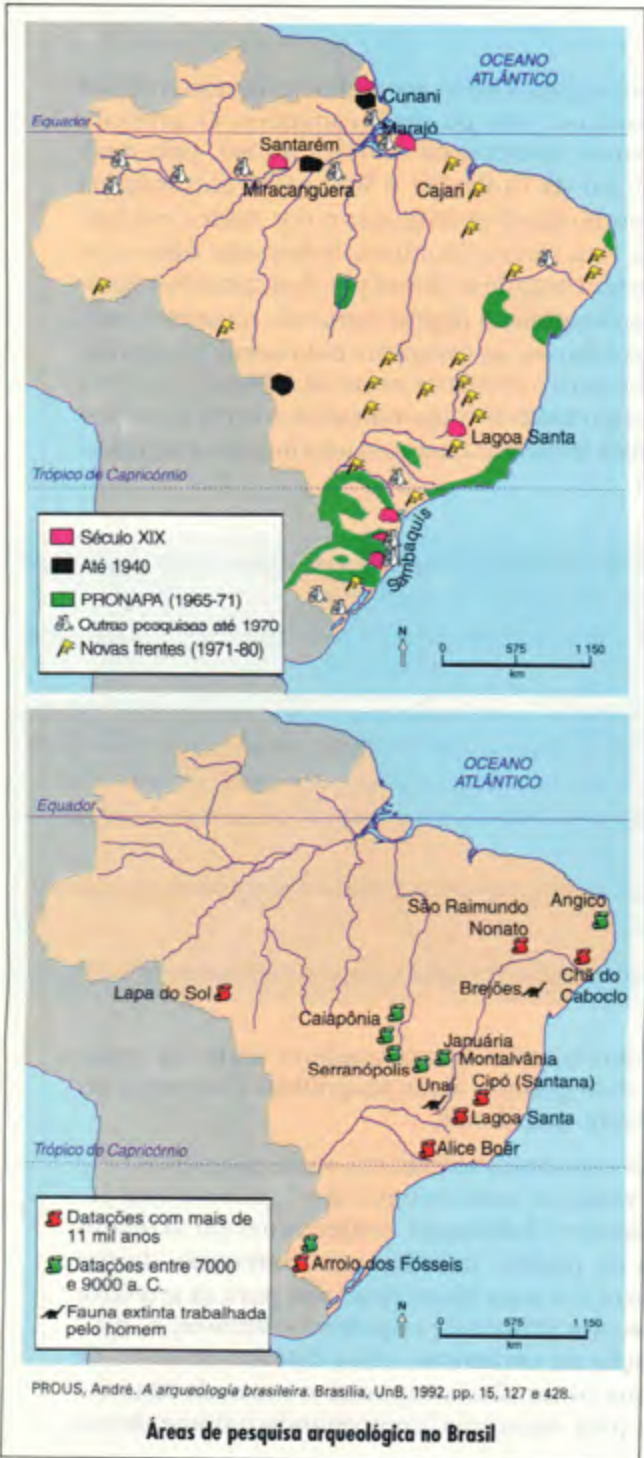 OCEANO
ATLÂNTICO
Cunani
Equador
Marajó
Santarém
Miracangüera
Cajari
Lagoa Santa
Trópico de Capricórnio
Sambaquis
Século XIX
Até 1940
PRONAPA (1965-71)
Outras pesquisas até 1970
Novas frentes (1971-80)
N
0 575 1 150
km
OCEANO
ATLÂNTICO
Equador
São Raimundo
Nonato
Angico
Chã do
Caboclo
Brejões
Lapa do Sol
Caiapônia
Januária
Montalvânia
Serranópolis
Unaí
Cipó (Santana)
Lagoa Santa
Alice Boër
Trópico de Capricórnio
Arroio dos Fósseis
Datações com mais de
11 mil anos
Datações entre 7000
e 9000 a. C.
Fauna extinta trabalhada
pelo homem
N
0 575 1 150
km
PROUS, André. A arqueologia brasileira. Brasília, UnB, 1992. pp. 15, 127 e 428.
Áreas de pesquisa arqueológica no Brasil